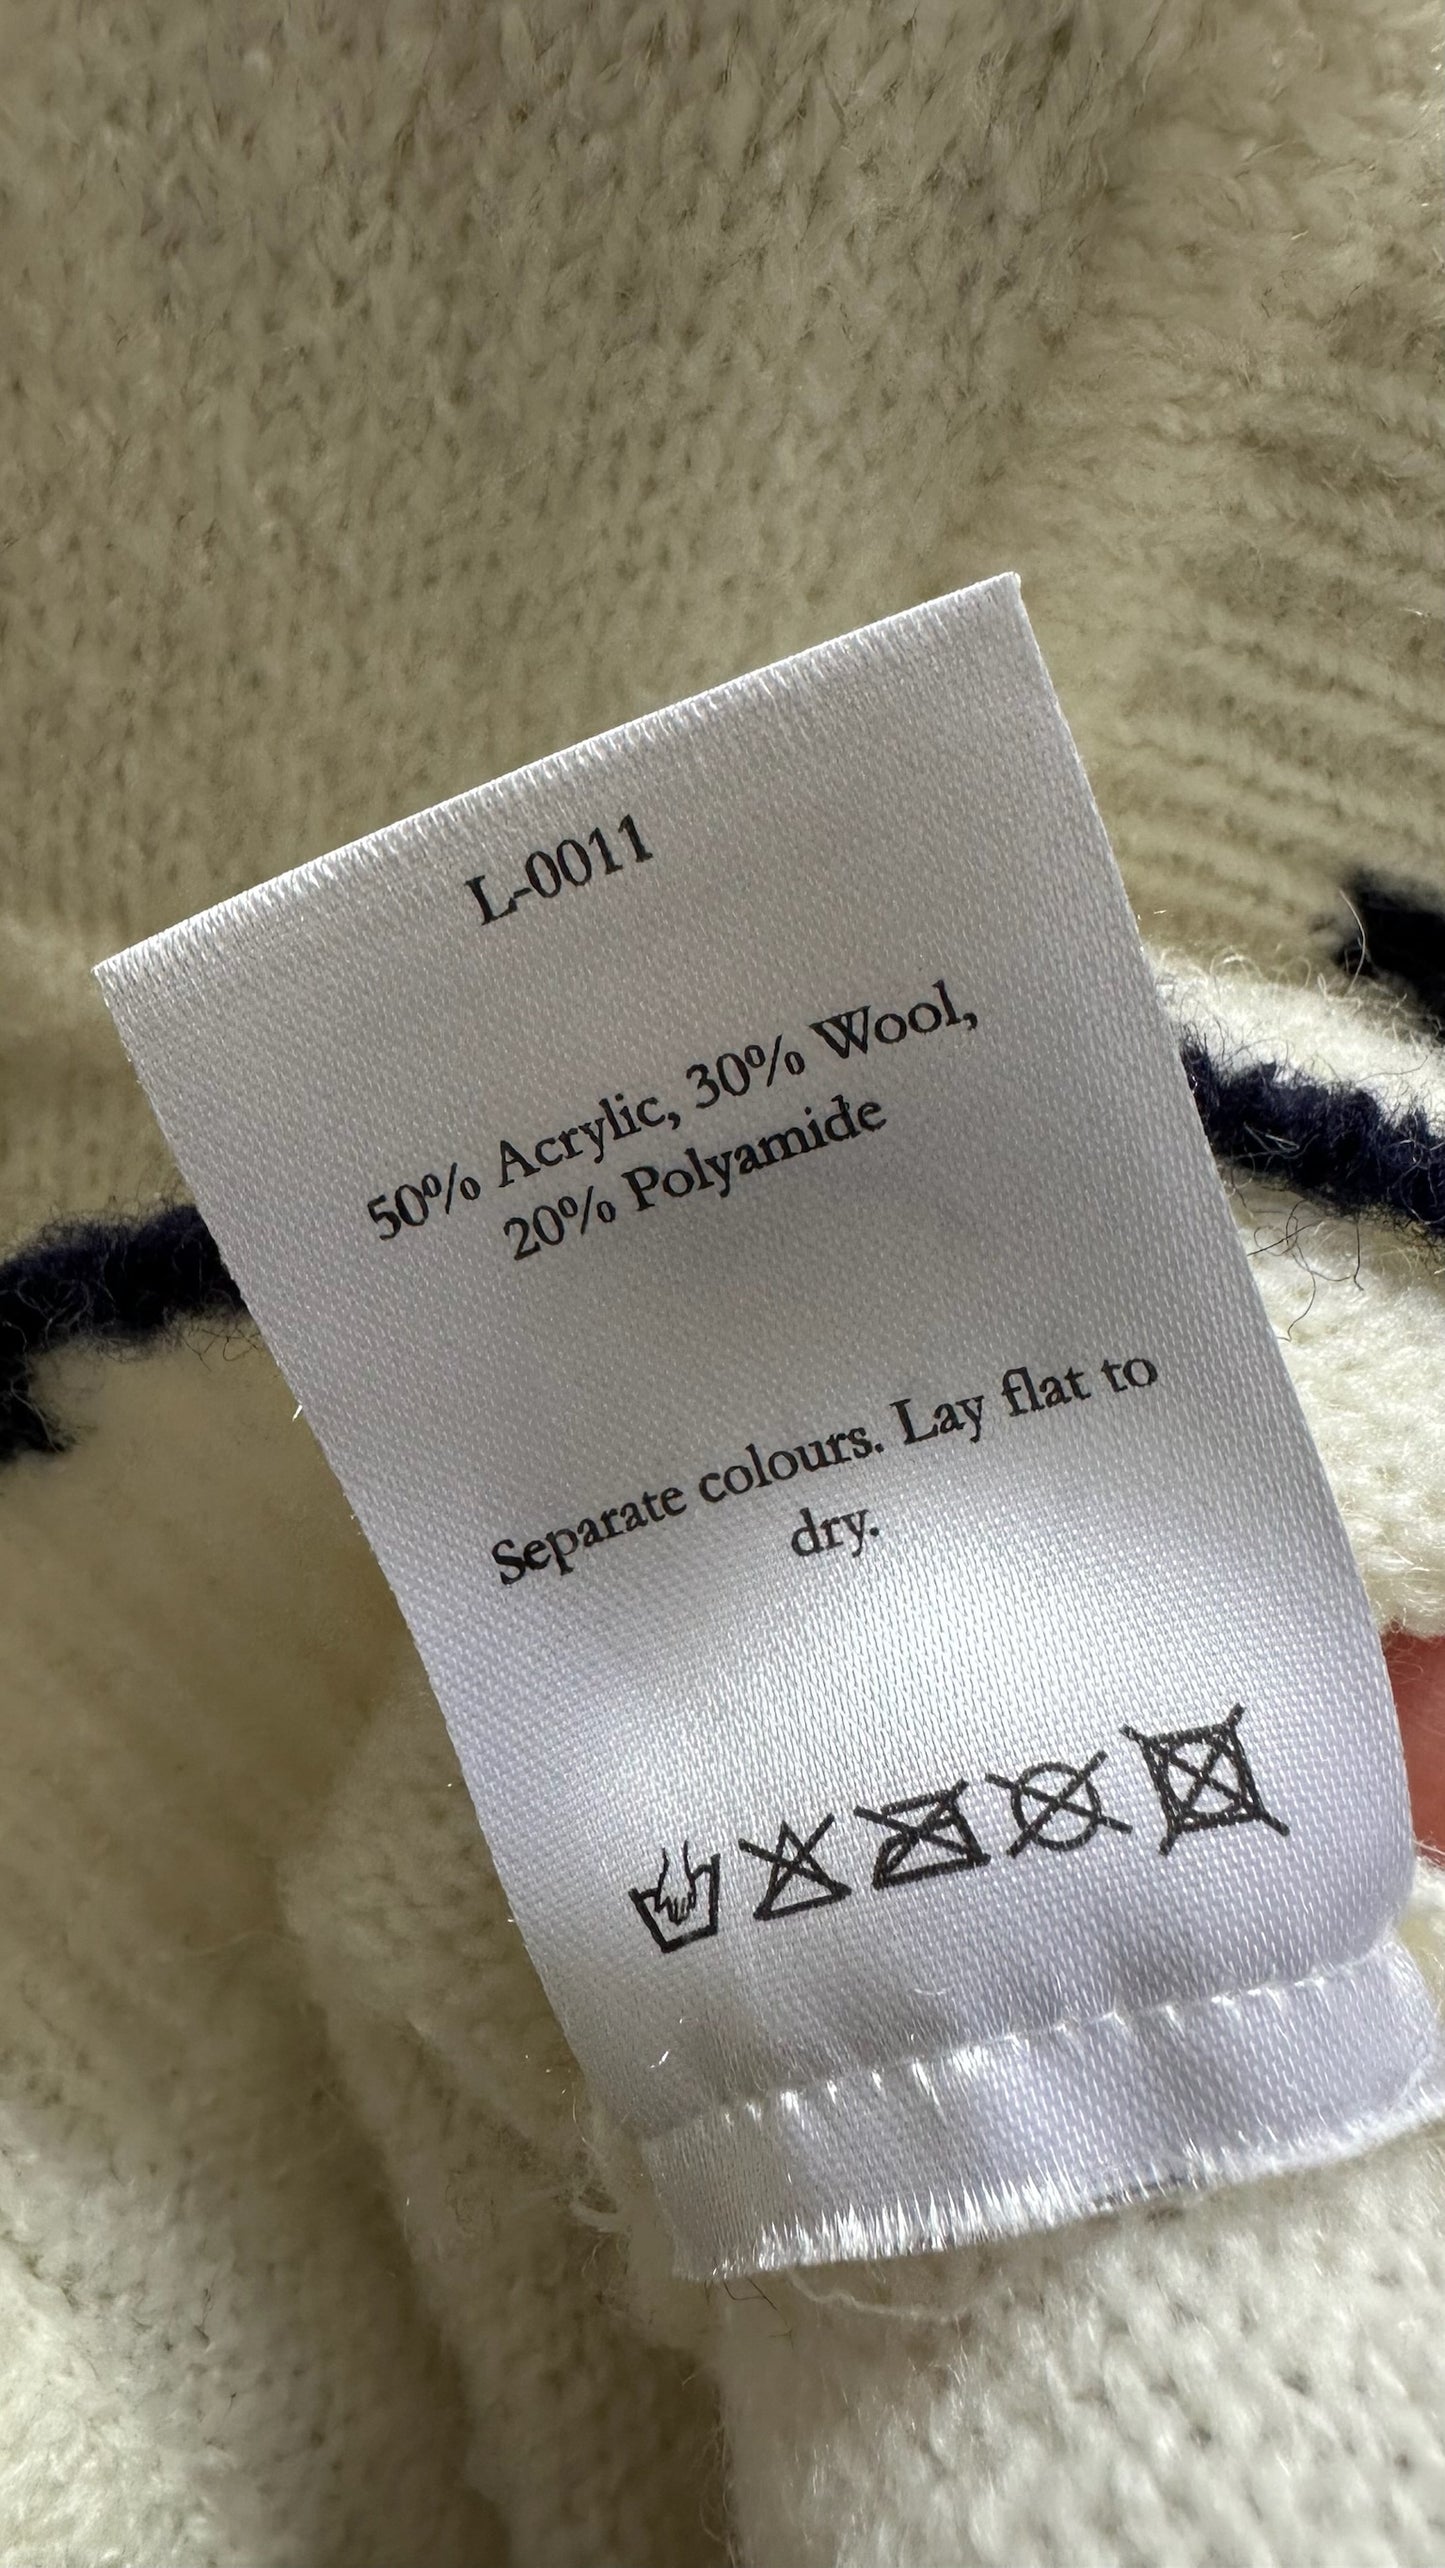 L-0011
50% Acrylic, 30% Wool,
20% Polyamide
Separate colours. Lay flat to
dry.